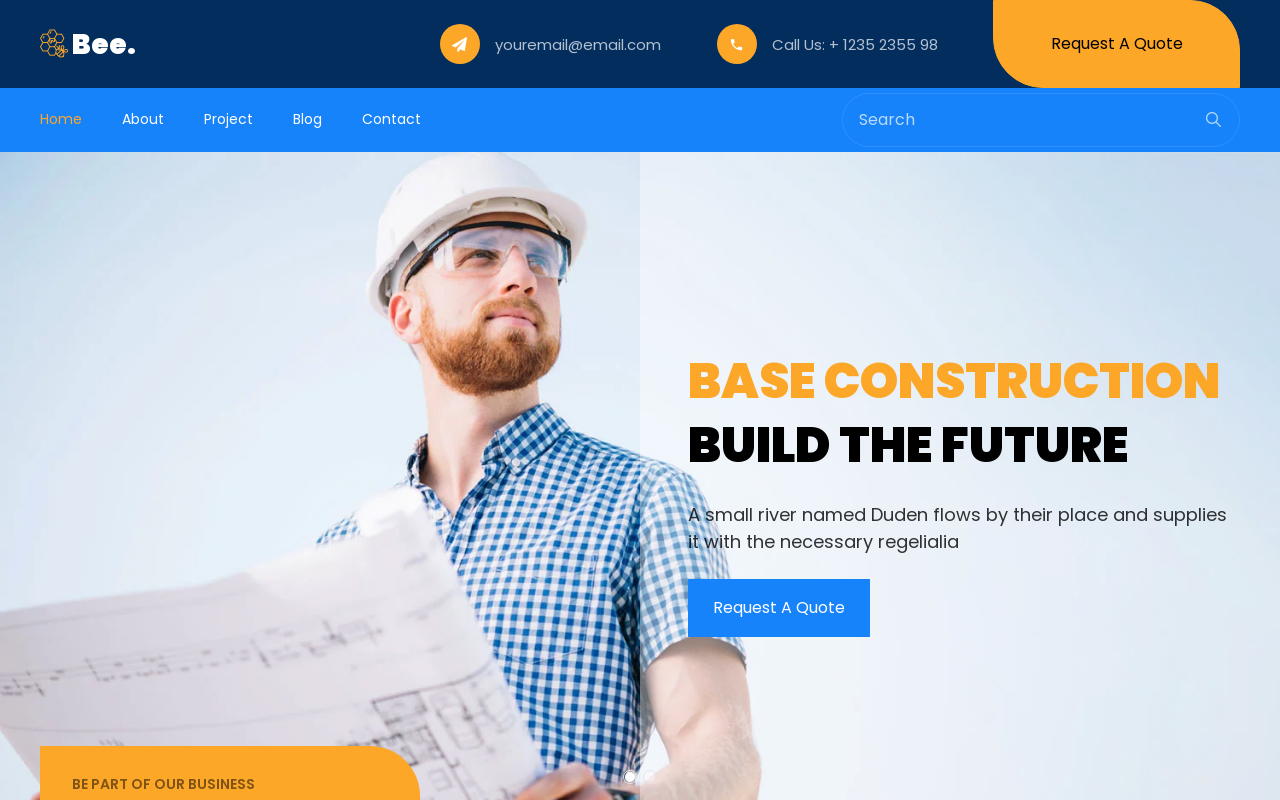 Bee.
youremail@email.com
Call Us: + 1235 2355 98
Request A Quote
Home
About
Project
Blog
Contact
Search
BASE CONSTRUCTION
BUILD THE FUTURE
A small river named Duden flows by their place and supplies
it with the necessary regelialia
Request A Quote
BE PART OF OUR BUSINESS